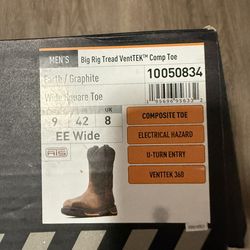 MEN'S Big Rig Tread VentTEK™ Comp Toe
Earth / Graphite 10050834
Wide Square Toe
UK
9 42 8
EE Wide
COMPOSITE TOE
ELECTRICAL HAZARD
U-TURN ENTRY
VENTTEK 360
ATS